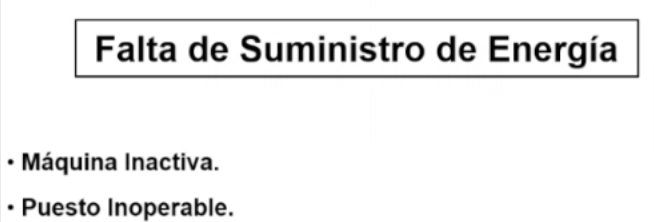 Falta de Suministro de Energía
• Máquina Inactiva.
• Puesto Inoperable.